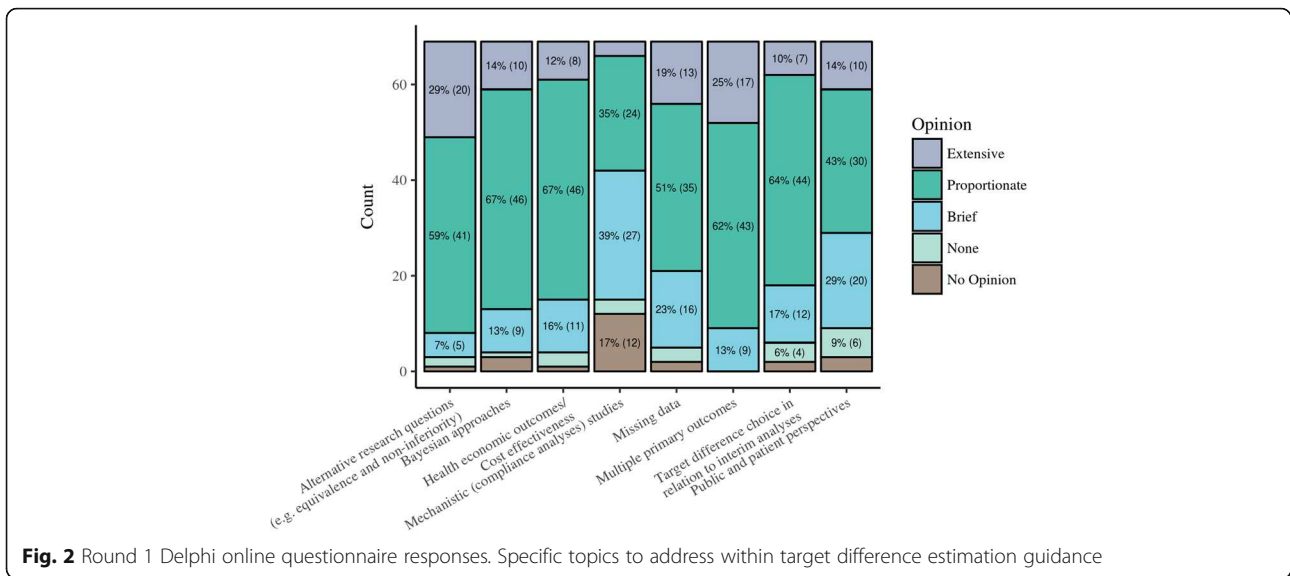 Count
60
40
20
0
29% (20)
59% (41)
7% (5)
14% (10)
67% (46)
13% (9)
12% (8)
67% (46)
16% (11)
35% (24)
39% (27)
17% (12)
19% (13)
51% (35)
23% (16)
25% (17)
62% (43)
13% (9)
10% (7)
64% (44)
17% (12)
6% (4)
14% (10)
43% (30)
29% (20)
9% (6)
Alternative research questions
(e.g. equivalence and non-inferiority)
Bayesian approaches
Health economic outcomes/
Cost effectiveness
Mechanistic (compliance analyses) studies
Missing data
Multiple primary outcomes
Target difference choice in
relation to interim analyses
Public and patient perspectives
Opinion
Extensive
Proportionate
Brief
None
No Opinion
Fig. 2 Round 1 Delphi online questionnaire responses. Specific topics to address within target difference estimation guidance